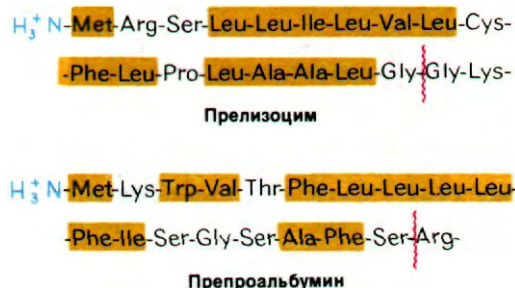 H₃⁺N-Met-Arg-Ser-Leu-Leu-Ile-Leu-Val-Leu-Cys-
-Phe-Leu-Pro-Leu-Ala-Ala-Leu-Gly-Gly-Lys-
Прелизоцим
H₃⁺N-Met-Lys-Trp-Val-Thr-Phe-Leu-Leu-Leu-Leu-
-Phe-Ile-Ser-Gly-Ser-Ala-Phe-Ser-Arg-
Препроальбумин